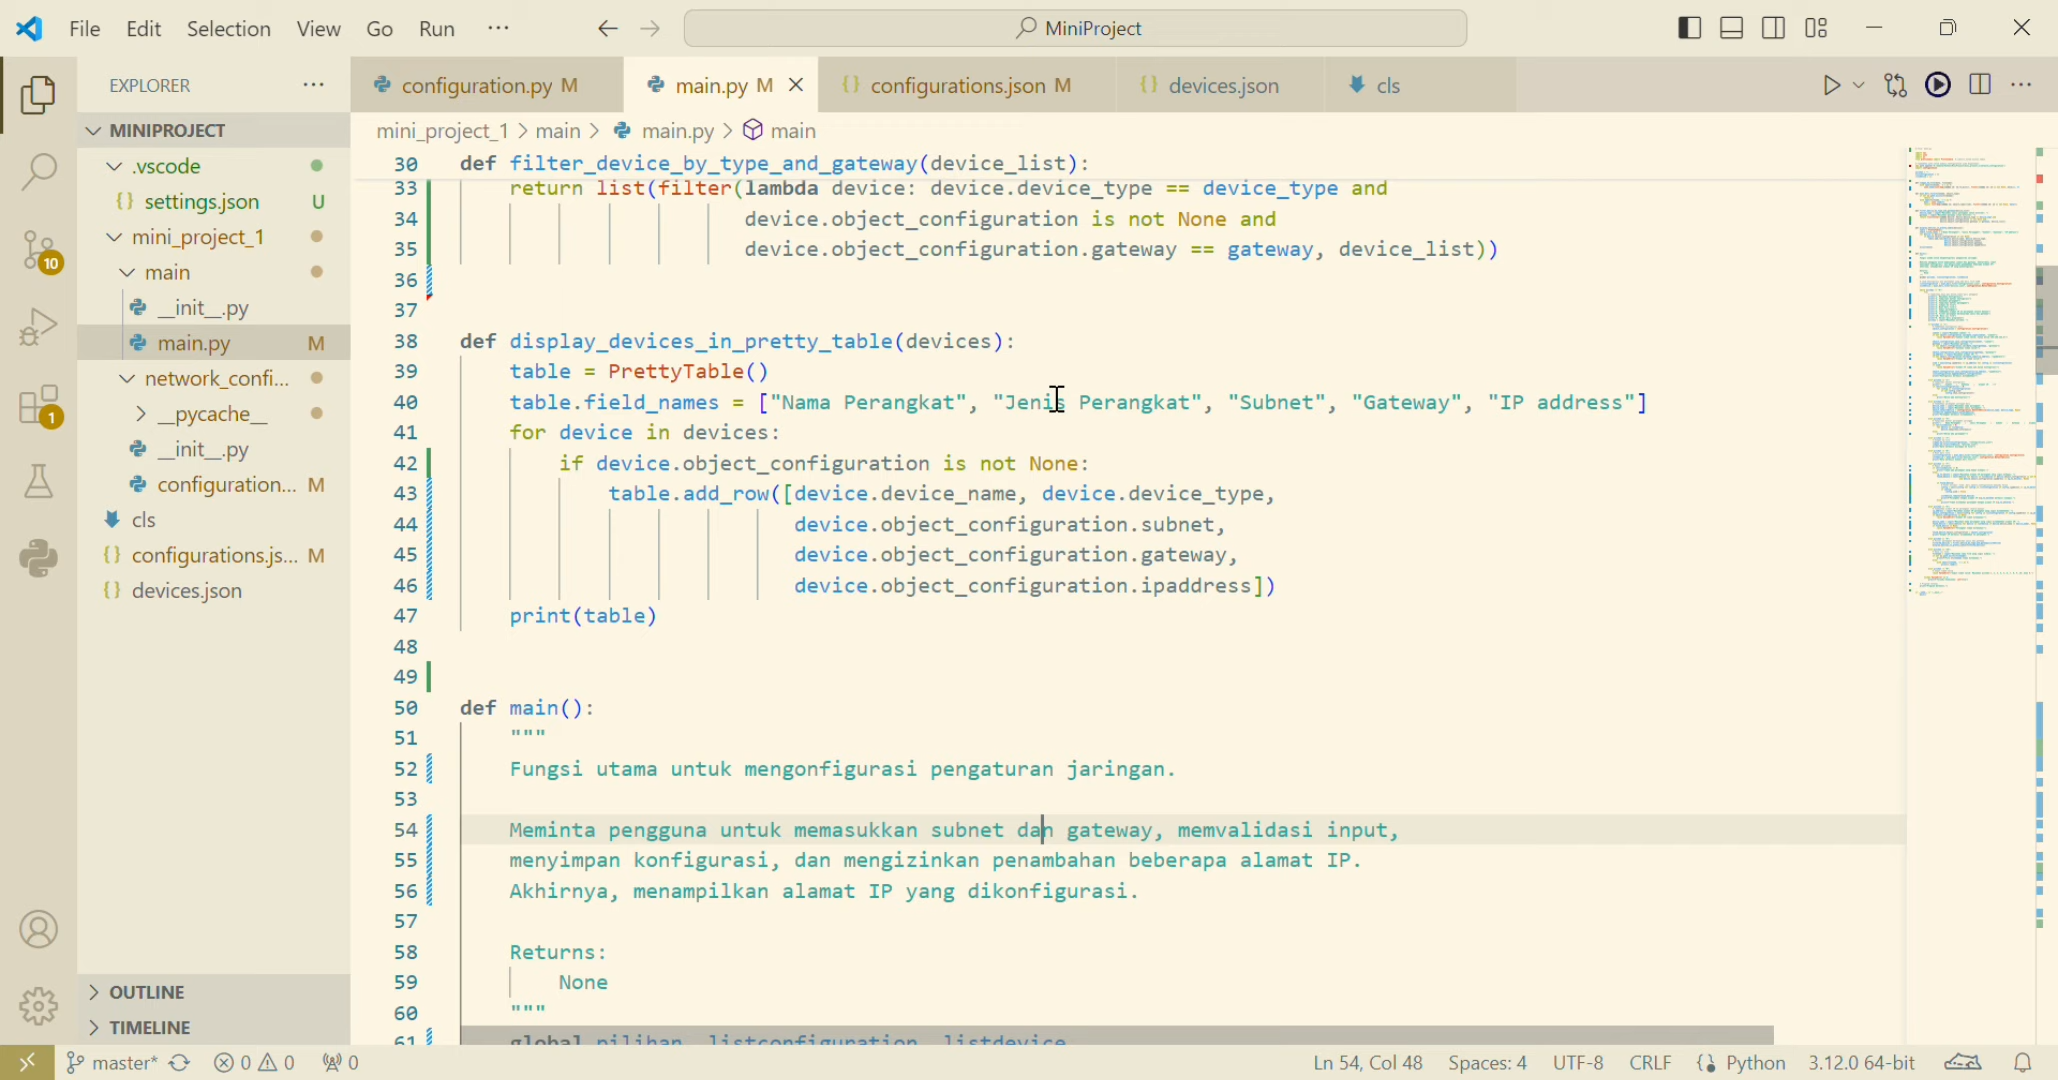 File Edit Selection View Go Run ··· MiniProject
EXPLORER ···
configuration.py M
main.py M
configurations.json M
devices.json
cls
MINIPROJECT
.vscode
settings.json U
mini_project_1
main
__init__.py
main.py M
network_confi...
__pycache__
__init__.py
configuration... M
cls
configurations.js... M
devices.json
OUTLINE
TIMELINE
10
1
mini_project_1 > main > main.py > main
30 def filter_device_by_type_and_gateway(device_list):
33 return list(filter(lambda device: device.device_type == device_type and
34 device.object_configuration is not None and
35 device.object_configuration.gateway == gateway, device_list))
36
37
38 def display_devices_in_pretty_table(devices):
39 table = PrettyTable()
40 table.field_names = ["Nama Perangkat", "Jenis Perangkat", "Subnet", "Gateway", "IP address"]
41 for device in devices:
42 if device.object_configuration is not None:
43 table.add_row([device.device_name, device.device_type,
44 device.object_configuration.subnet,
45 device.object_configuration.gateway,
46 device.object_configuration.ipaddress])
47 print(table)
48
49
50 def main():
51 """
52 Fungsi utama untuk mengonfigurasi pengaturan jaringan.
53
54 Meminta pengguna untuk memasukkan subnet dan gateway, memvalidasi input,
55 menyimpan konfigurasi, dan mengizinkan penambahan beberapa alamat IP.
56 Akhirnya, menampilkan alamat IP yang dikonfigurasi.
57
58 Returns:
59 None
60 """
61 global pilihan, listconfiguration, listdevice
master* 0 0 0 Ln 54, Col 48 Spaces: 4 UTF-8 CRLF Python 3.12.0 64-bit